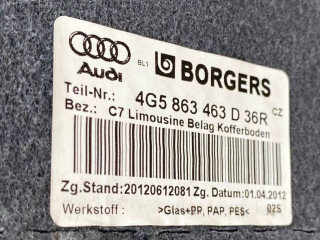 Audi
BL1 BORGERS
Teil-Nr.: 4G5 863 463 D 36R CZ
Bez.: C7 Limousine Belag Kofferboden
Zg.Stand:20120612081 Zg. Datum:01.04.2012
Werkstoff : >Glas+PP, PAP, PES< 02S